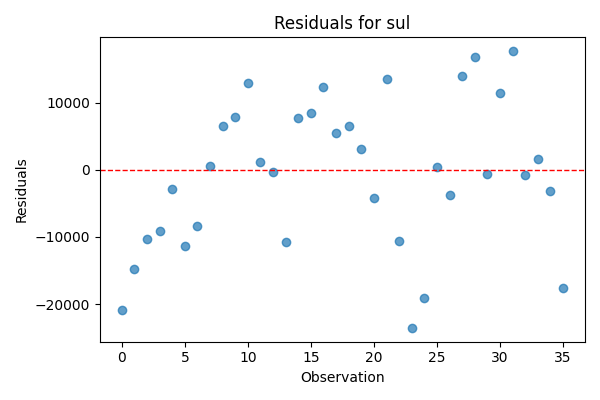 Residuals for sul
Residuals
10000
0
−10000
−20000
0 5 10 15 20 25 30 35
Observation